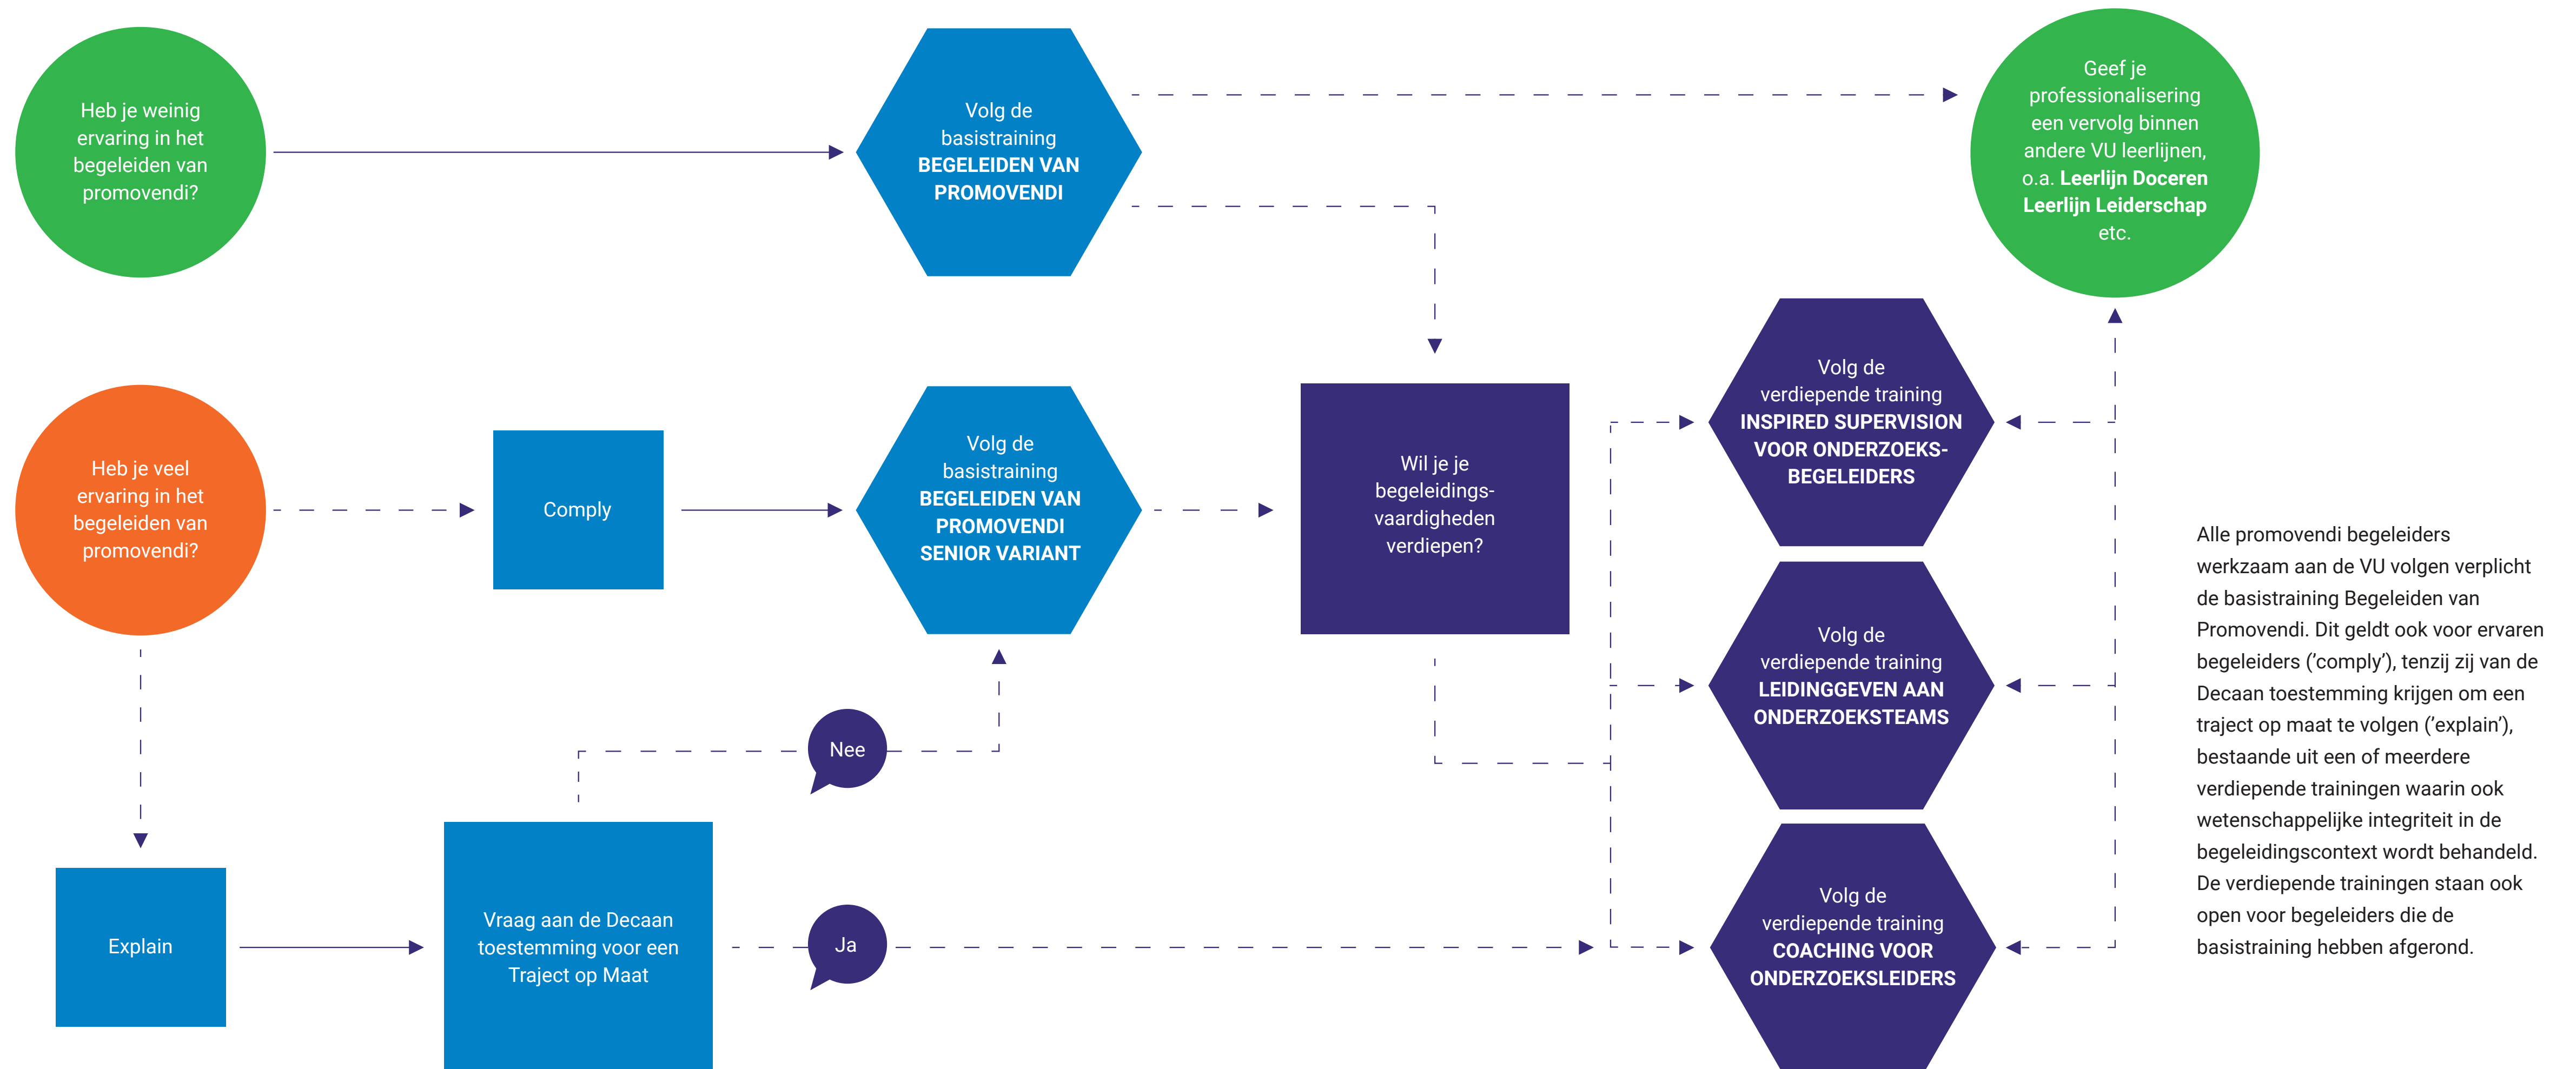 Heb je weinig
ervaring in het
begeleiden van
promovendi?
Volg de
basistraining
BEGELEIDEN VAN
PROMOVENDI
Geef je
professionalisering
een vervolg binnen
andere VU leerlijnen,
o.a. Leerlijn Doceren
Leerlijn Leiderschap
etc.
Heb je veel
ervaring in het
begeleiden van
promovendi?
Comply
Volg de
basistraining
BEGELEIDEN VAN
PROMOVENDI
SENIOR VARIANT
Wil je je
begeleidings-
vaardigheden
verdiepen?
Volg de
verdiepende training
INSPIRED SUPERVISION
VOOR ONDERZOEKS-
BEGELEIDERS
Volg de
verdiepende training
LEIDINGGEVEN AAN
ONDERZOEKSTEAMS
Volg de
verdiepende training
COACHING VOOR
ONDERZOEKSLEIDERS
Nee
Explain
Vraag aan de Decaan
toestemming voor een
Traject op Maat
Ja
Alle promovendi begeleiders
werkzaam aan de VU volgen verplicht
de basistraining Begeleiden van
Promovendi. Dit geldt ook voor ervaren
begeleiders (’comply’), tenzij zij van de
Decaan toestemming krijgen om een
traject op maat te volgen (’explain’),
bestaande uit een of meerdere
verdiepende trainingen waarin ook
wetenschappelijke integriteit in de
begeleidingscontext wordt behandeld.
De verdiepende trainingen staan ook
open voor begeleiders die de
basistraining hebben afgerond.